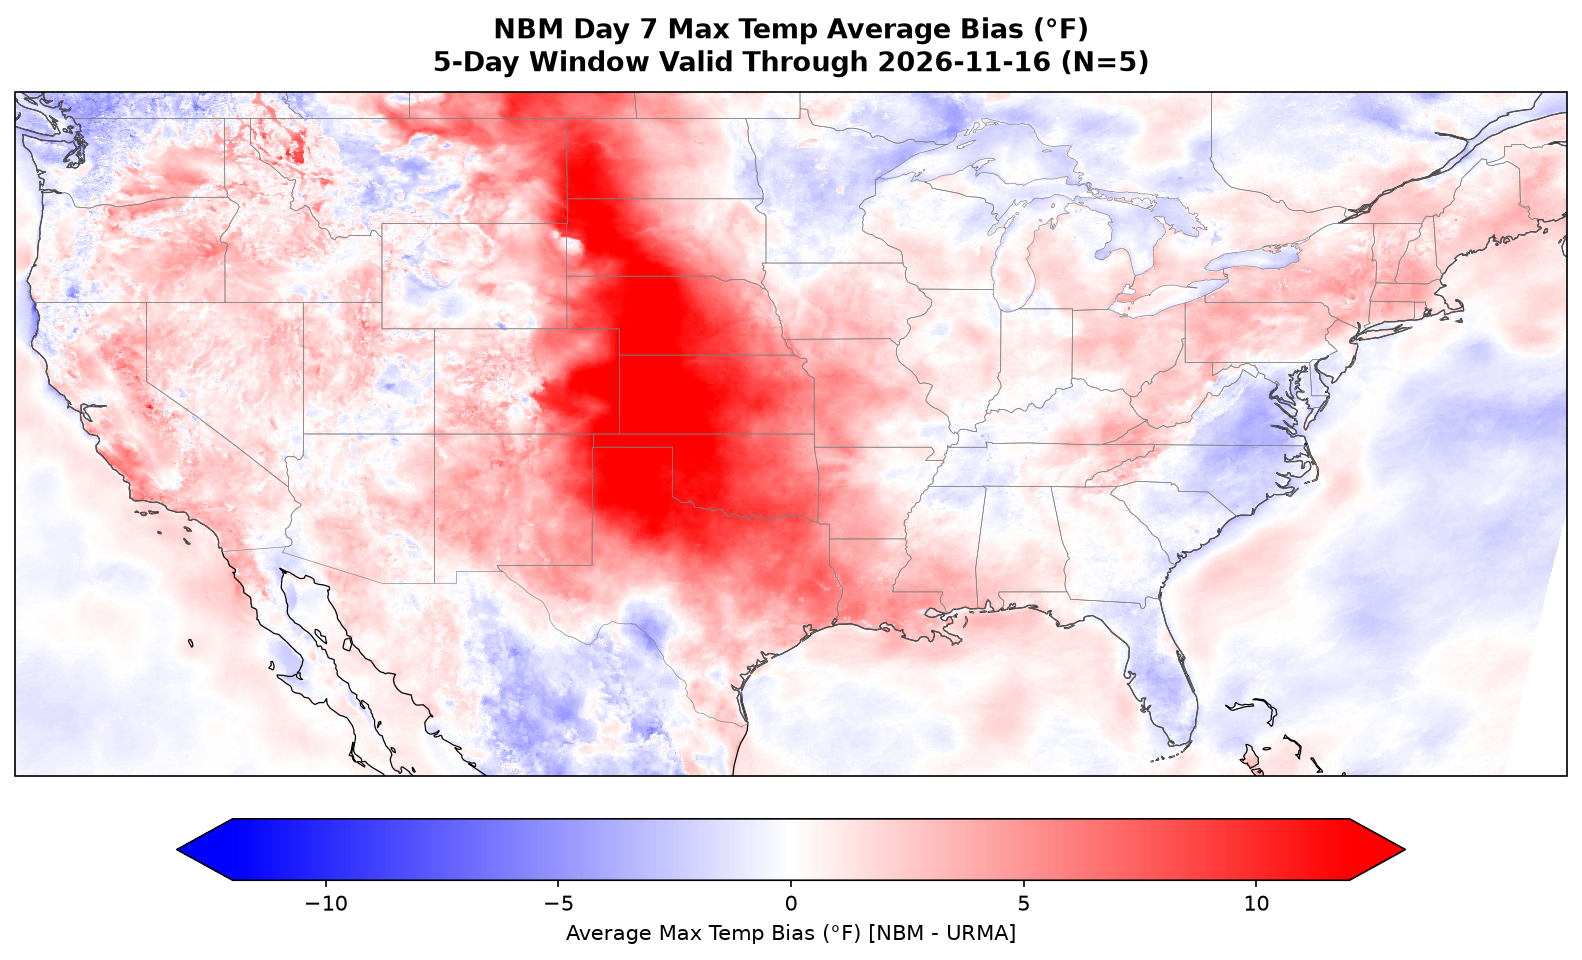 NBM Day 7 Max Temp Average Bias (°F)
5-Day Window Valid Through 2026-11-16 (N=5)
−10
−5
0
5
10
Average Max Temp Bias (°F) [NBM - URMA]